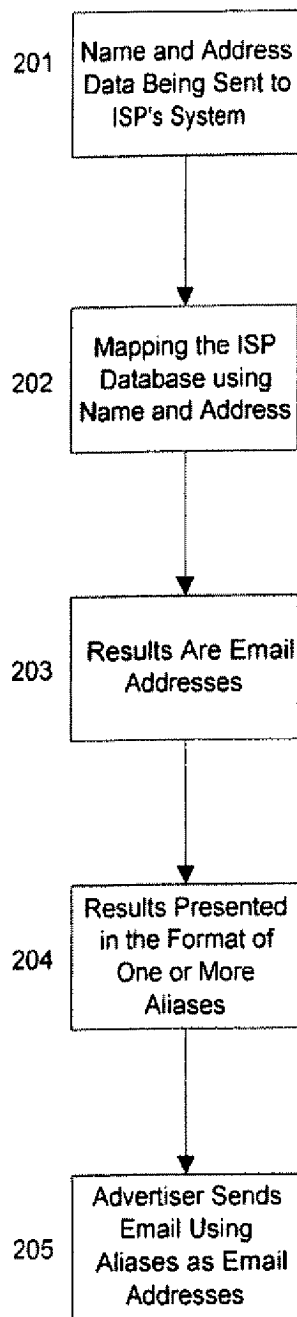 201
Name and Address
Data Being Sent to
ISP's System
202
Mapping the ISP
Database using
Name and Address
203
Results Are Email
Addresses
204
Results Presented
in the Format of
One or More
Aliases
205
Advertiser Sends
Email Using
Aliases as Email
Addresses